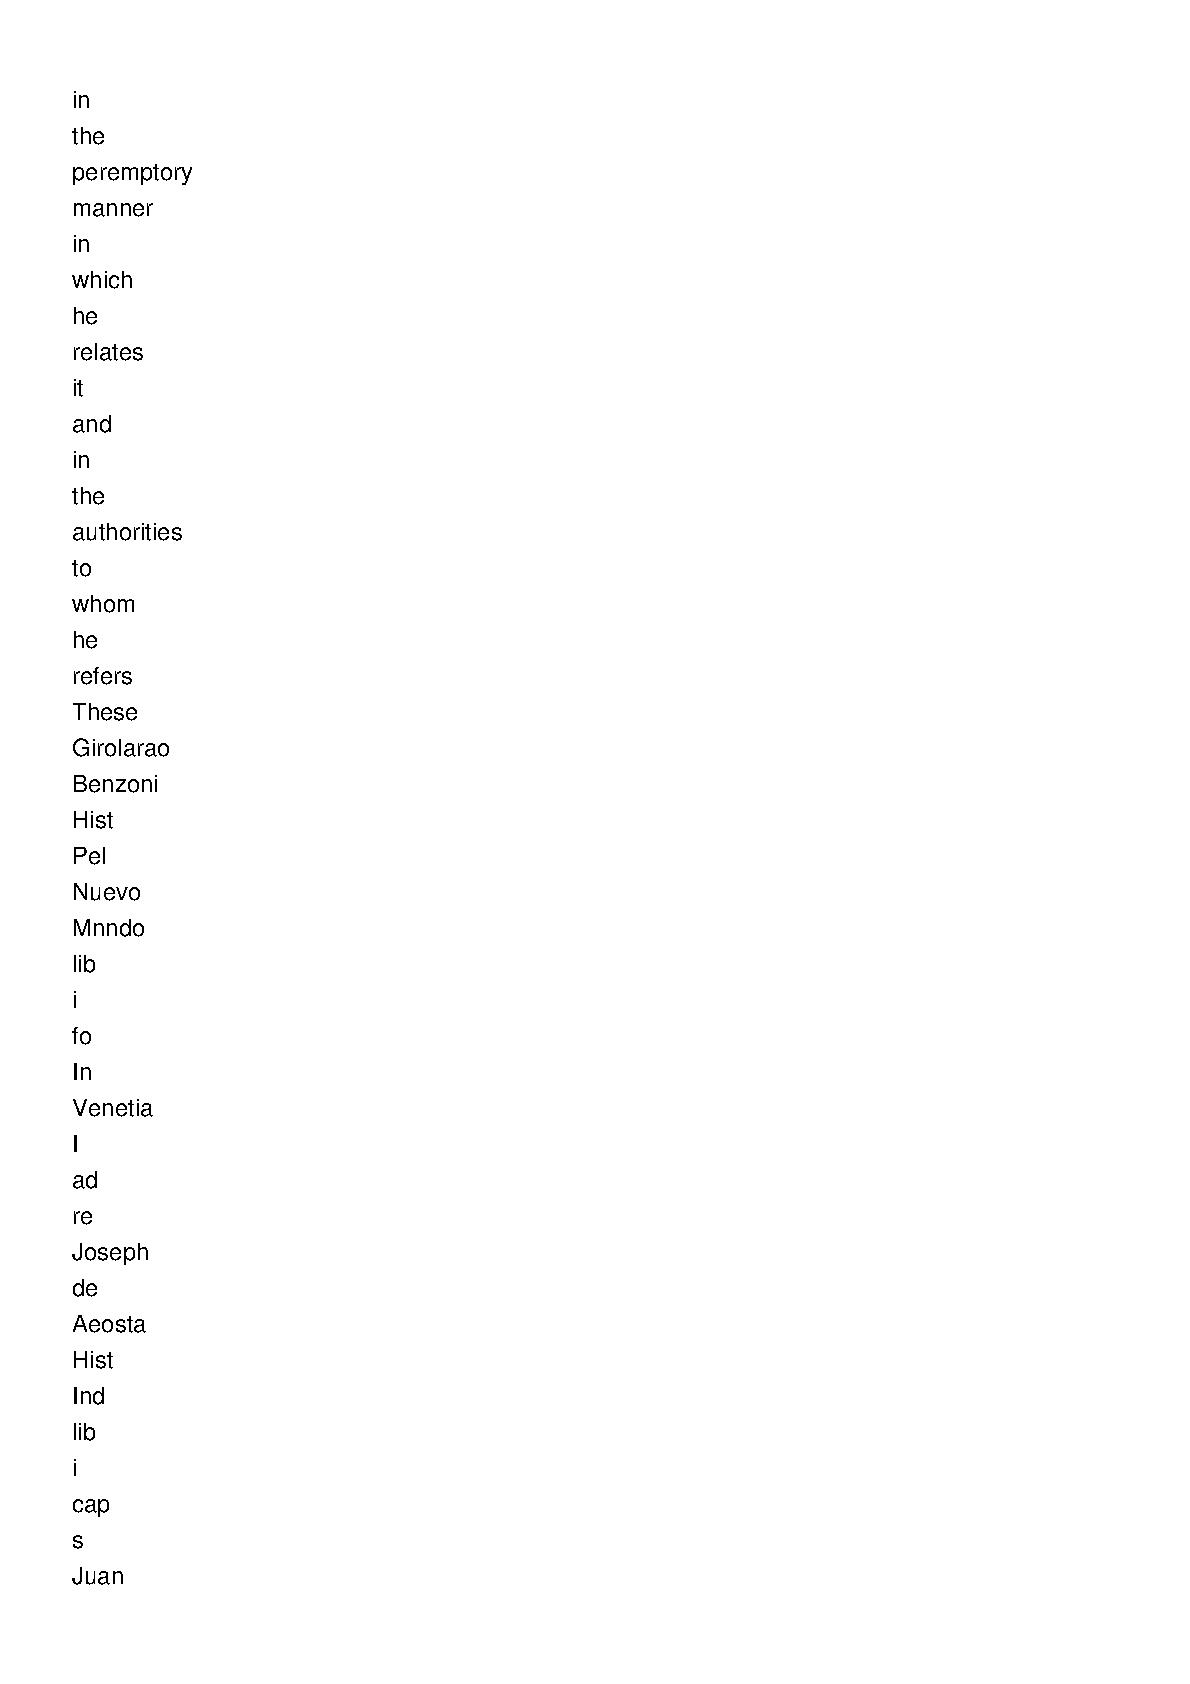 in
the
peremptory
manner
in
which
he
relates
it
and
in
the
authorities
to
whom
he
refers
These
Girolarao
Benzoni
Hist
Pel
Nuevo
Mnndo
lib
i
fo
In
Venetia
I
ad
re
Joseph
de
Aeosta
Hist
Ind
lib
i
cap
s
Juan